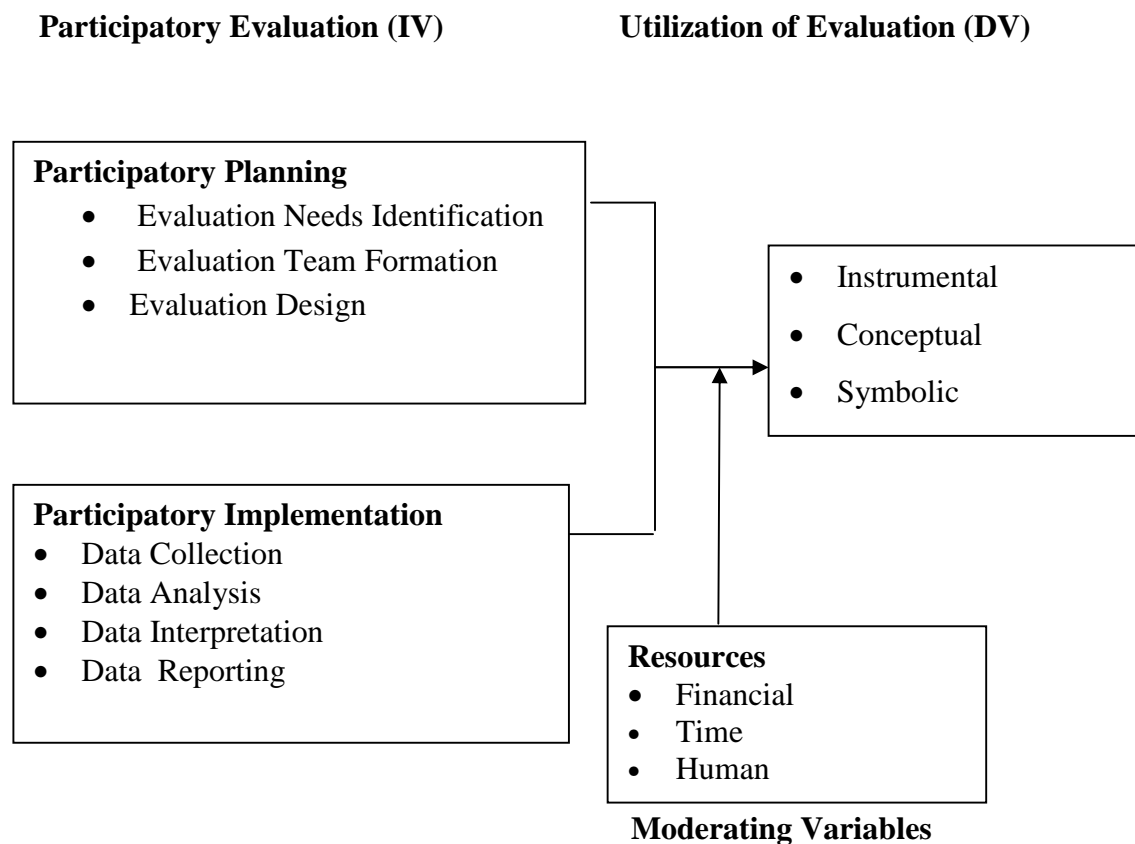 Participatory Evaluation (IV)
Utilization of Evaluation (DV)
Participatory Planning
• Evaluation Needs Identification
• Evaluation Team Formation
• Evaluation Design
• Instrumental
• Conceptual
• Symbolic
Participatory Implementation
• Data Collection
• Data Analysis
• Data Interpretation
• Data Reporting
Resources
• Financial
• Time
• Human
Moderating Variables